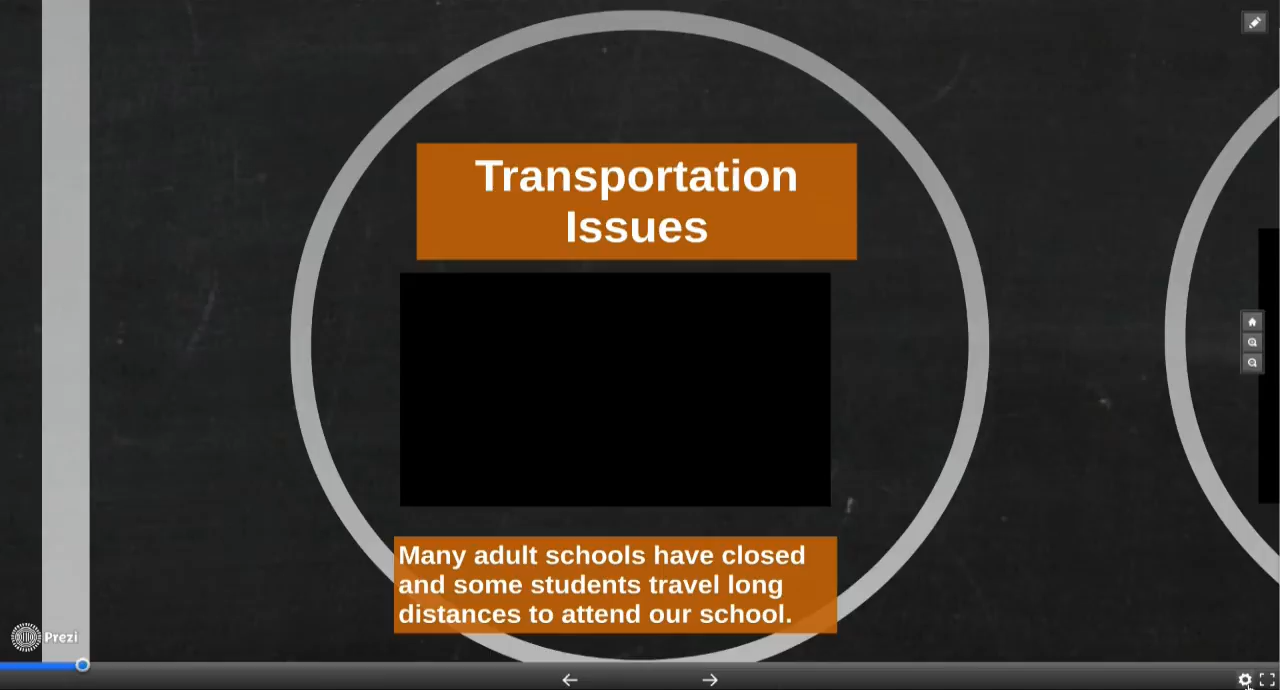 Transportation
Issues
Many adult schools have closed
and some students travel long
distances to attend our school.
Prezi